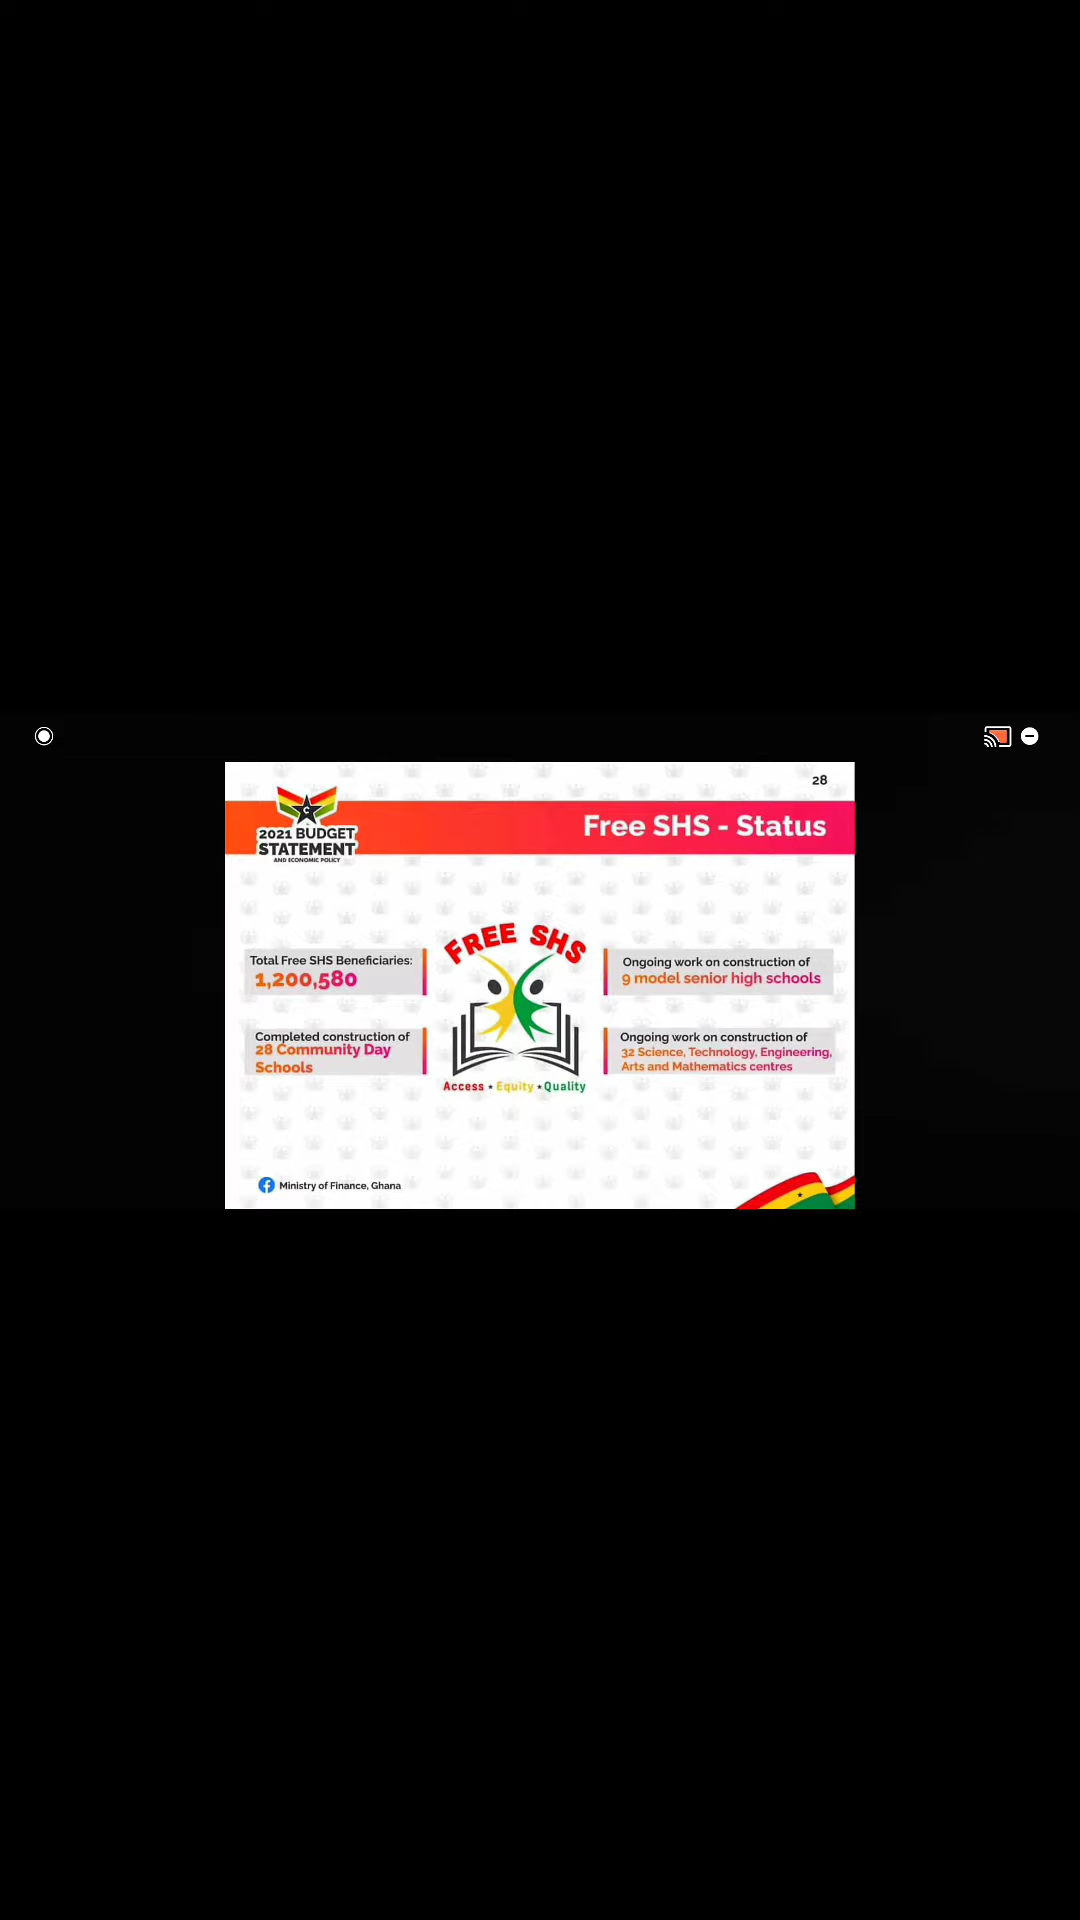 28
2021 BUDGET
STATEMENT
AND ECONOMIC POLICY
Free SHS - Status
Total Free SHS Beneficiaries:
1,200,580
Completed construction of
28 Community Day
Schools
FREE SHS
Access ★ Equity ★ Quality
Ongoing work on construction of
9 model senior high schools
Ongoing work on construction of
32 Science, Technology, Engineering,
Arts and Mathematics centres
Ministry of Finance, Ghana